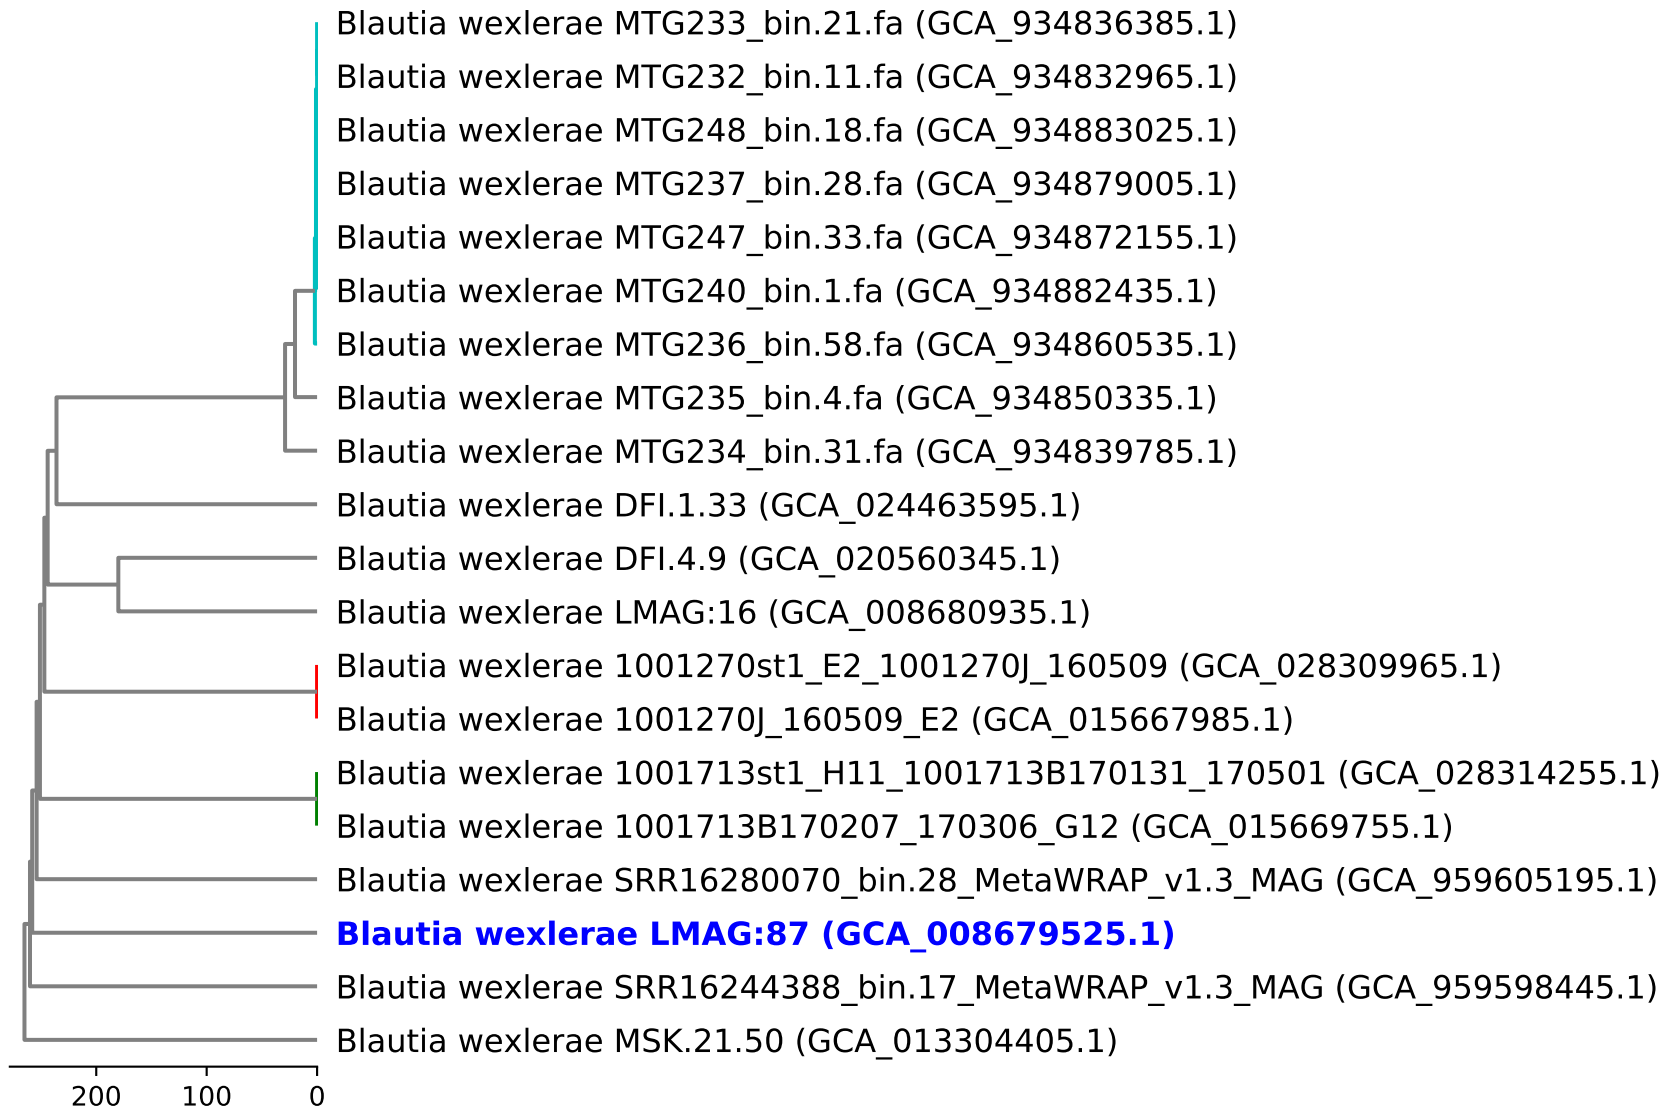 Blautia wexlerae MTG233_bin.21.fa (GCA_934836385.1)
Blautia wexlerae MTG232_bin.11.fa (GCA_934832965.1)
Blautia wexlerae MTG248_bin.18.fa (GCA_934883025.1)
Blautia wexlerae MTG237_bin.28.fa (GCA_934879005.1)
Blautia wexlerae MTG247_bin.33.fa (GCA_934872155.1)
Blautia wexlerae MTG240_bin.1.fa (GCA_934882435.1)
Blautia wexlerae MTG236_bin.58.fa (GCA_934860535.1)
Blautia wexlerae MTG235_bin.4.fa (GCA_934850335.1)
Blautia wexlerae MTG234_bin.31.fa (GCA_934839785.1)
Blautia wexlerae DFI.1.33 (GCA_024463595.1)
Blautia wexlerae DFI.4.9 (GCA_020560345.1)
Blautia wexlerae LMAG:16 (GCA_008680935.1)
Blautia wexlerae 1001270st1_E2_1001270J_160509 (GCA_028309965.1)
Blautia wexlerae 1001270J_160509_E2 (GCA_015667985.1)
Blautia wexlerae 1001713st1_H11_1001713B170131_170501 (GCA_028314255.1)
Blautia wexlerae 1001713B170207_170306_G12 (GCA_015669755.1)
Blautia wexlerae SRR16280070_bin.28_MetaWRAP_v1.3_MAG (GCA_959605195.1)
Blautia wexlerae LMAG:87 (GCA_008679525.1)
Blautia wexlerae SRR16244388_bin.17_MetaWRAP_v1.3_MAG (GCA_959598445.1)
Blautia wexlerae MSK.21.50 (GCA_013304405.1)
200 100 0